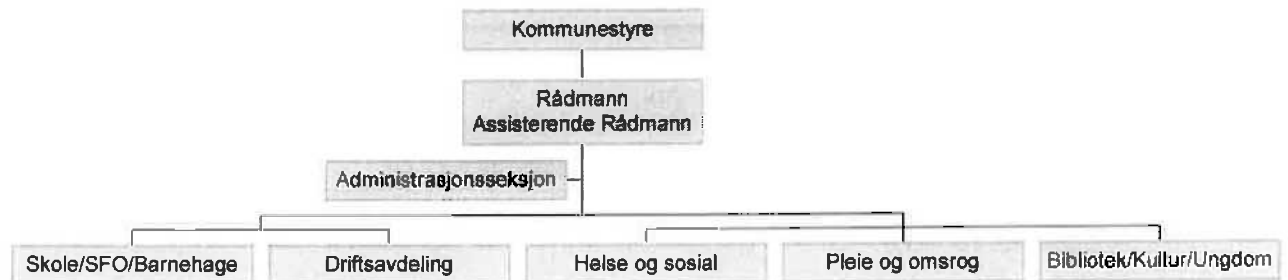 Kommunestyre
Rådmann
Assisterende Rådmann
Administrasjonsseksjon
Skole/SFO/Barnehage
Driftsavdeling
Helse og sosial
Pleie og omsrog
Bibliotek/Kultur/Ungdom